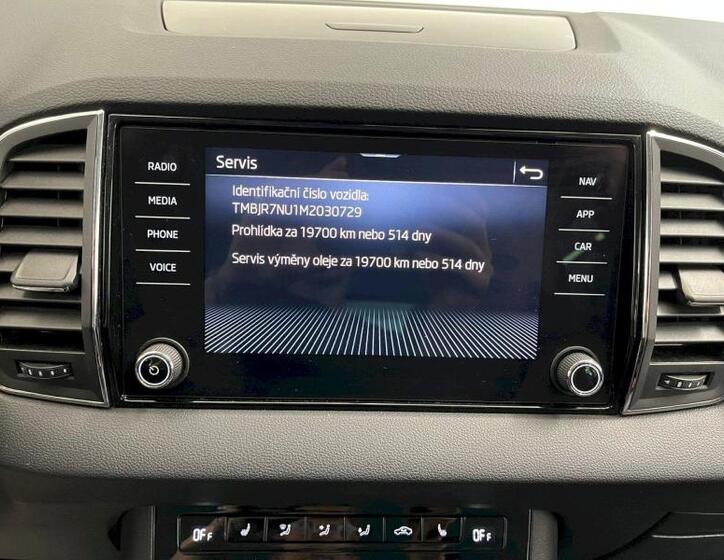 Servis
RADIO
MEDIA
PHONE
VOICE
Identifikační číslo vozidla:
TMBJR7NU1M2030729
Prohlídka za 19700 km nebo 514 dny
Servis výměny oleje za 19700 km nebo 514 dny
NAV
APP
CAR
MENU
OFF
OFF